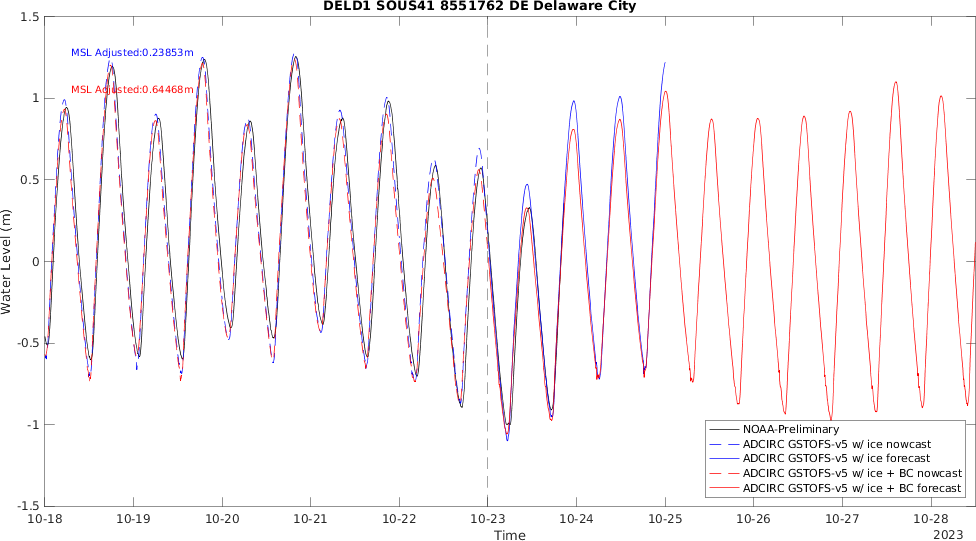 DELD1 SOUS41 8551762 DE Delaware City
MSL Adjusted:0.23853m
MSL Adjusted:0.64468m
Water Level (m)
1.5
1
0.5
0
-0.5
-1
-1.5
NOAA-Preliminary
ADCIRC GSTOFS-v5 w/ ice nowcast
ADCIRC GSTOFS-v5 w/ ice forecast
ADCIRC GSTOFS-v5 w/ ice + BC nowcast
ADCIRC GSTOFS-v5 w/ ice + BC forecast
10-18 10-19 10-20 10-21 10-22 10-23 10-24 10-25 10-26 10-27 10-28
Time
2023